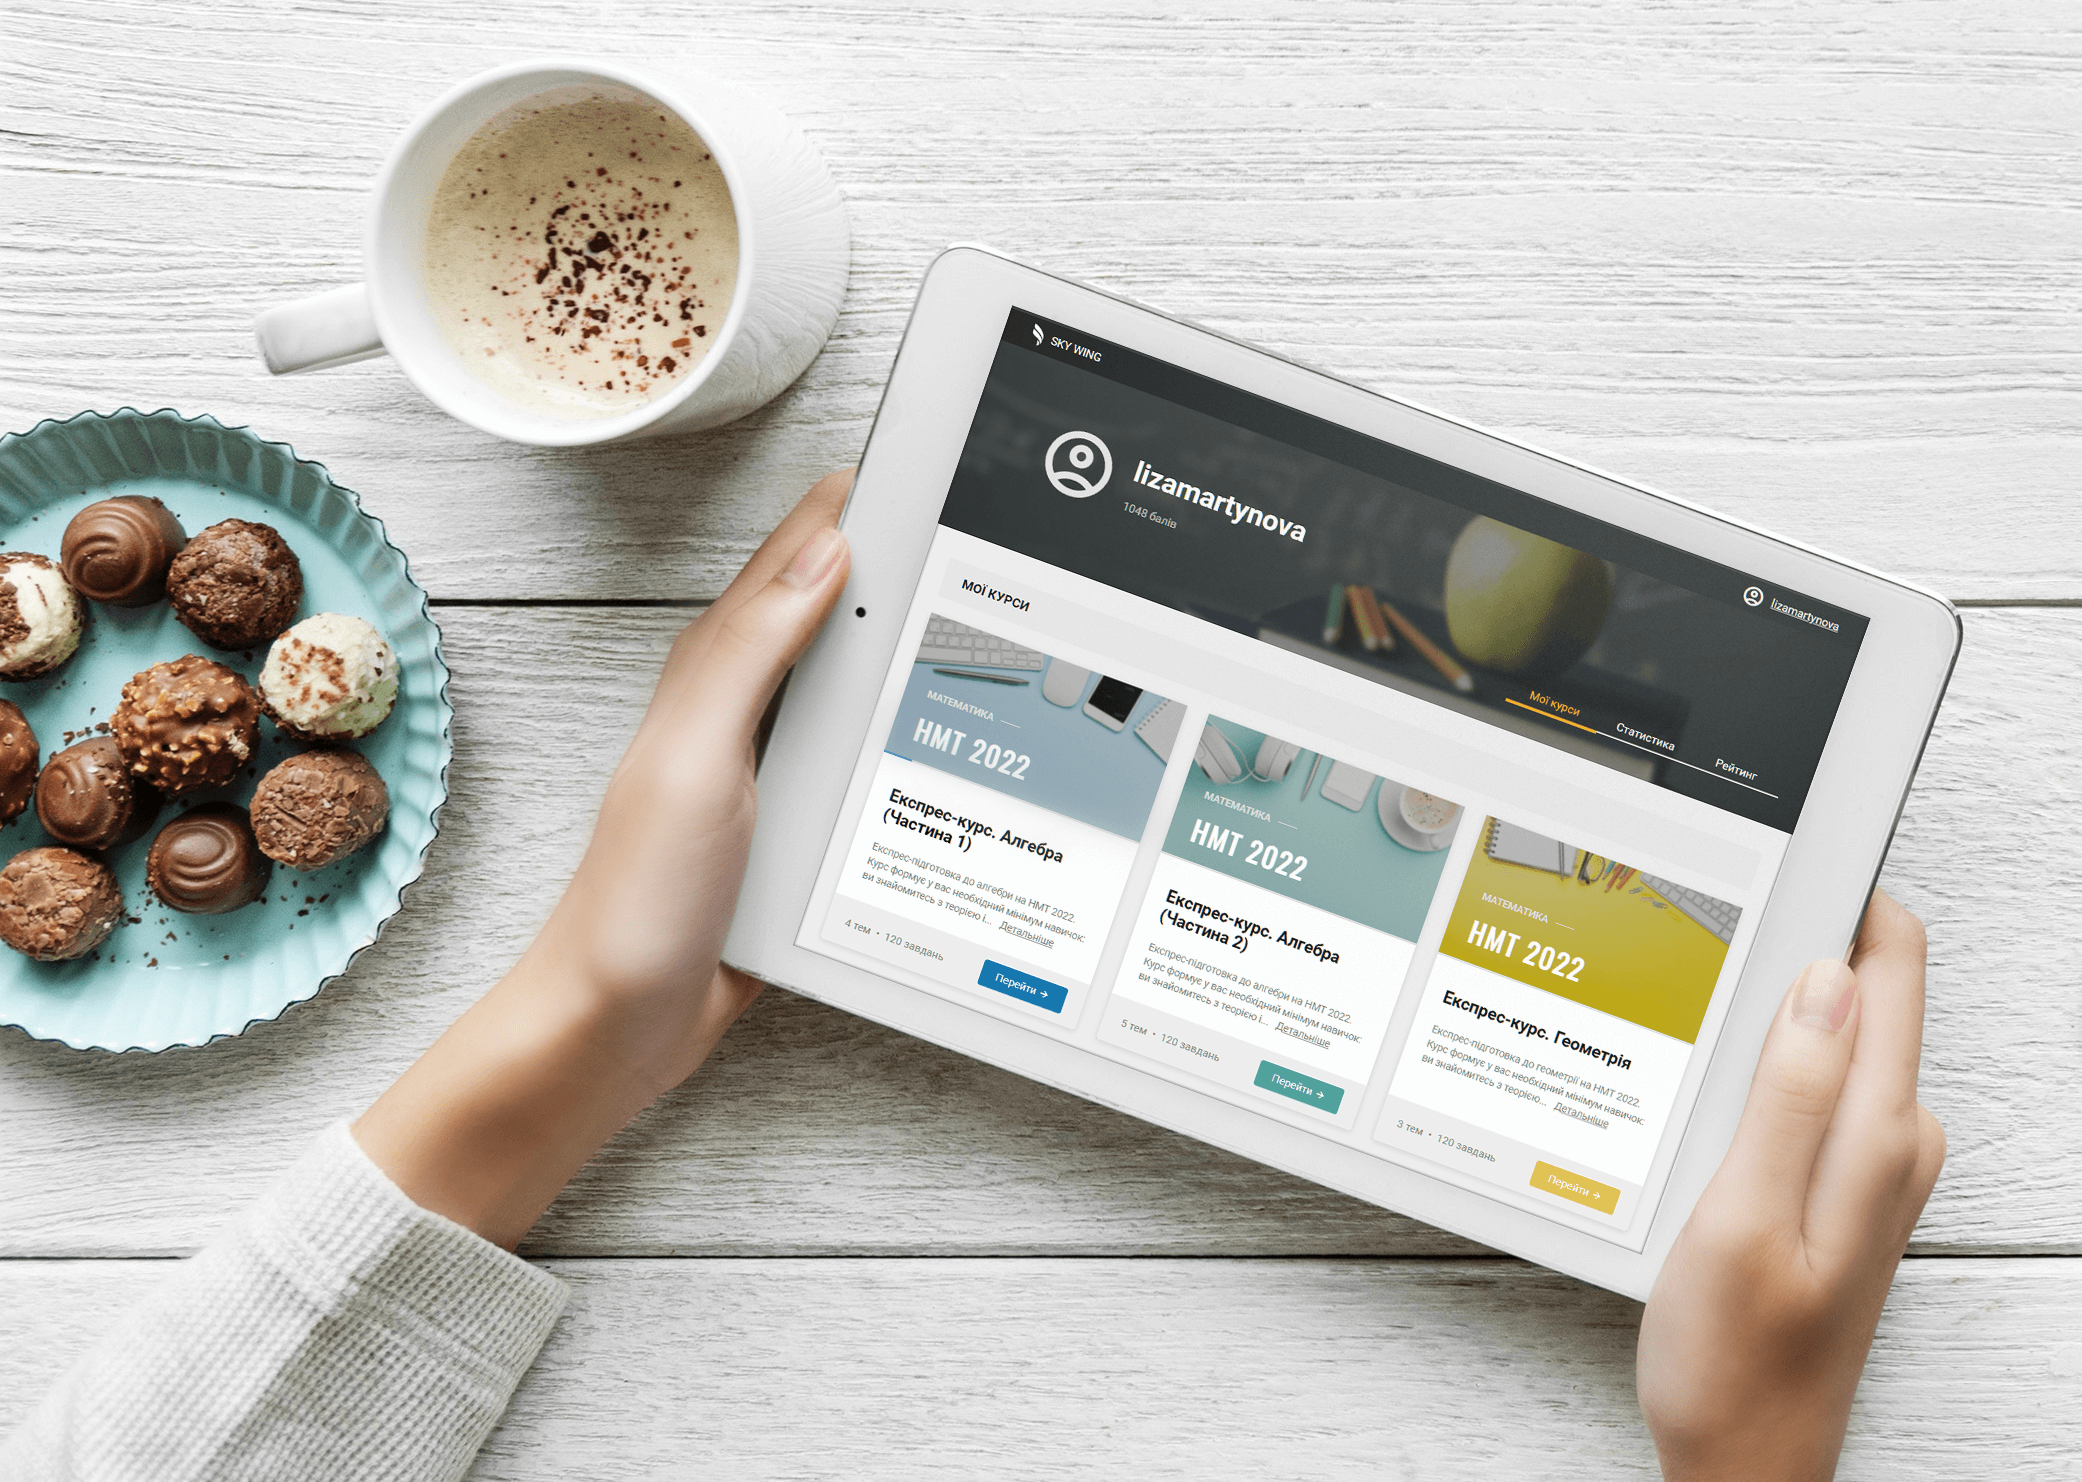 SKY WING
lizamartynova
1048 балів
lizamartynova
Мої курси
Статистика
Рейтинг
МОЇ КУРСИ
МАТЕМАТИКА
НМТ 2022
Експрес-курс. Алгебра
(Частина 1)
Експрес-підготовка до алгебри на НМТ 2022.
Курс формує у вас необхідний мінімум навичок:
ви знайомитесь з теорією і... Детальніше
4 тем • 120 завдань
Перейти →
МАТЕМАТИКА
НМТ 2022
Експрес-курс. Алгебра
(Частина 2)
Експрес-підготовка до алгебри на НМТ 2022.
Курс формує у вас необхідний мінімум навичок:
ви знайомитесь з теорією і... Детальніше
5 тем • 120 завдань
Перейти →
МАТЕМАТИКА
НМТ 2022
Експрес-курс. Геометрія
Експрес-підготовка до геометрії на НМТ 2022.
Курс формує у вас необхідний мінімум навичок:
ви знайомитесь з теорією... Детальніше
3 тем • 120 завдань
Перейти →